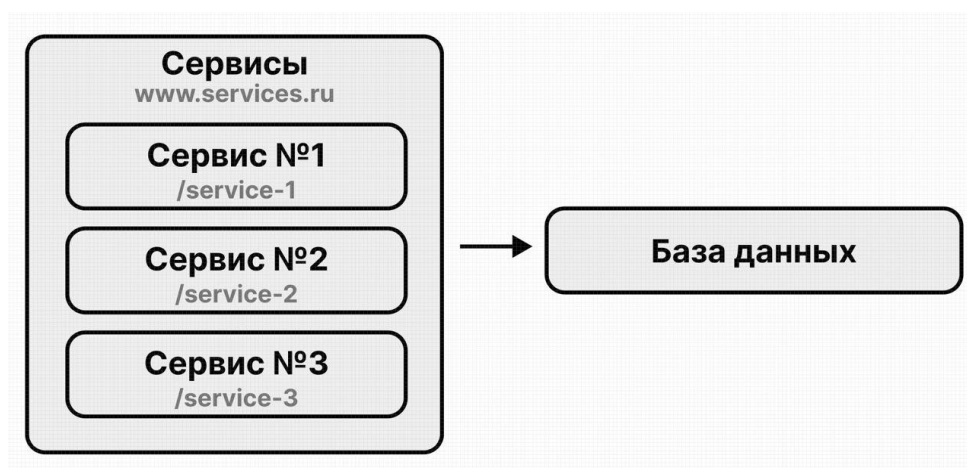 Сервисы
www.services.ru
Сервис №1
/service-1
Сервис №2
/service-2
Сервис №3
/service-3
База данных